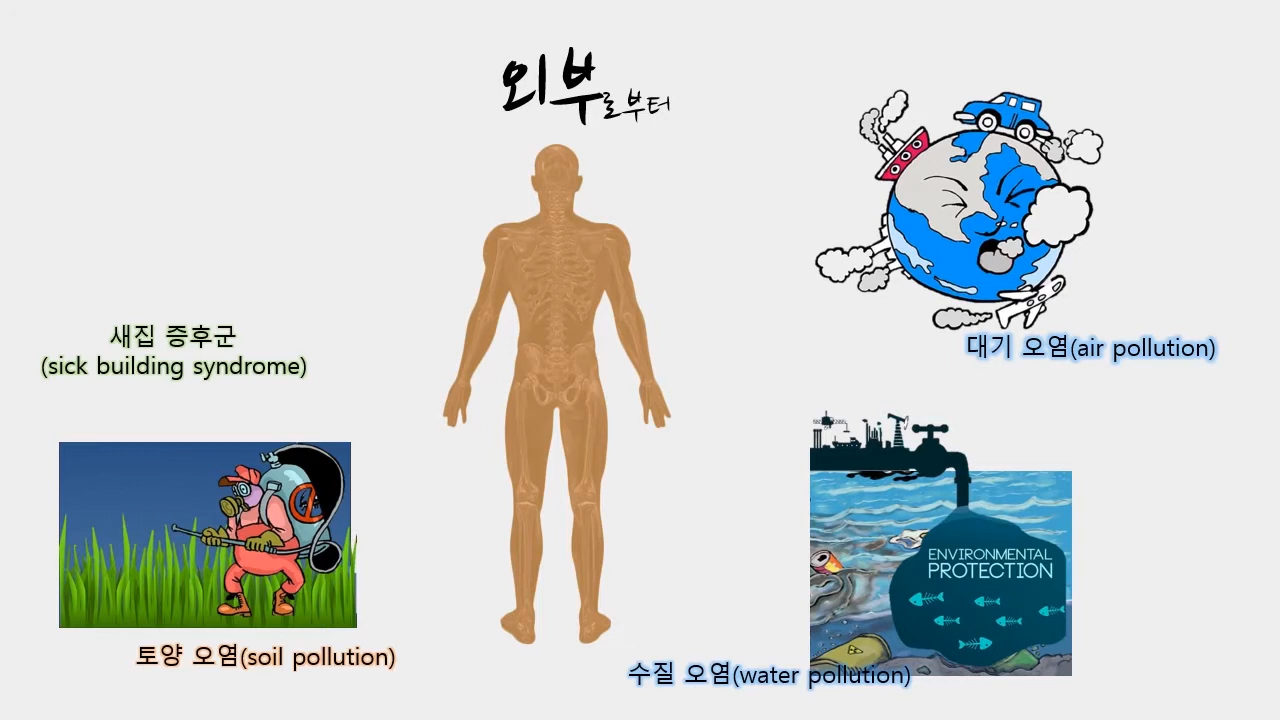 외부로부터
새집 증후군
(sick building syndrome)
대기 오염(air pollution)
ENVIRONMENTAL
PROTECTION
토양 오염(soil pollution)
수질 오염(water pollution)